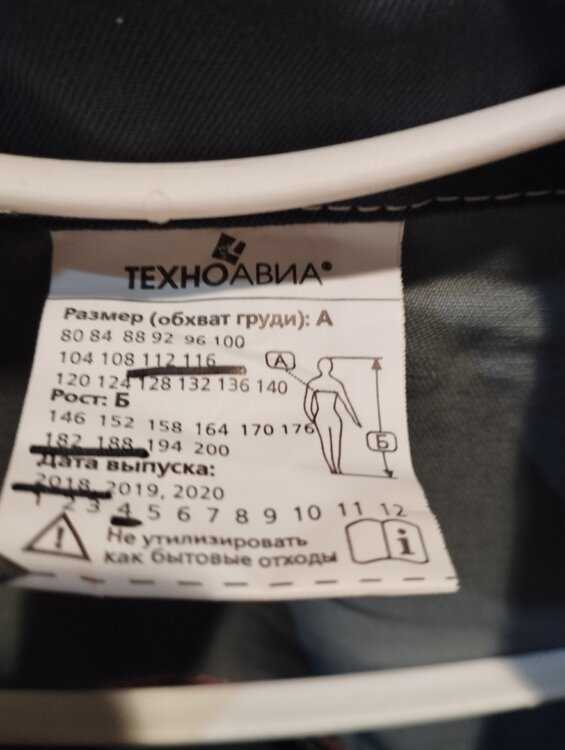 ТЕХНОАВИА®
Размер (обхват груди): А
80 84 88 92 96 100
104 108 112 116
120 124 128 132 136 140
А
Рост: Б
146 152 158 164 170 176
182 188 194 200
Б
Дата выпуска:
2018, 2019, 2020
1 2 3 4 5 6 7 8 9 10 11 12
Не утилизировать
как бытовые отходы
i